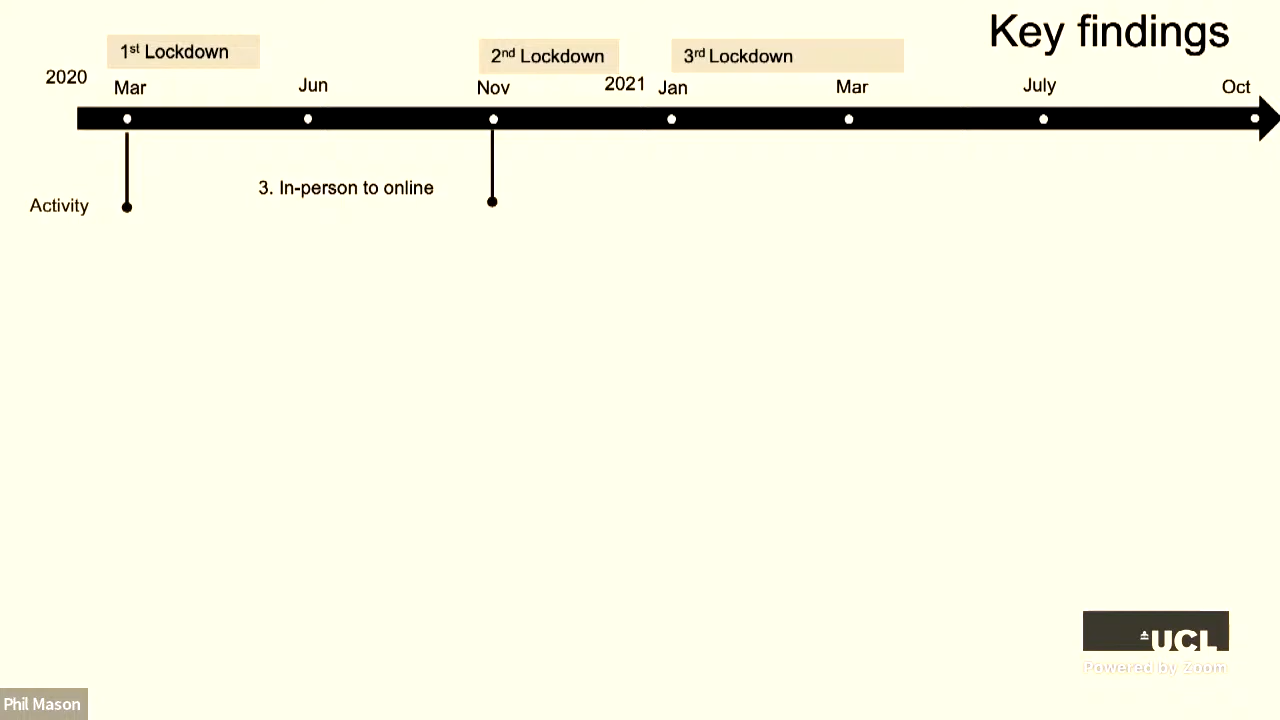 Key findings
1st Lockdown
2nd Lockdown
3rd Lockdown
2020
Mar
Jun
Nov
2021
Jan
Mar
July
Oct
3. In-person to online
Activity
UCL
Powered by Zoom
Phil Mason